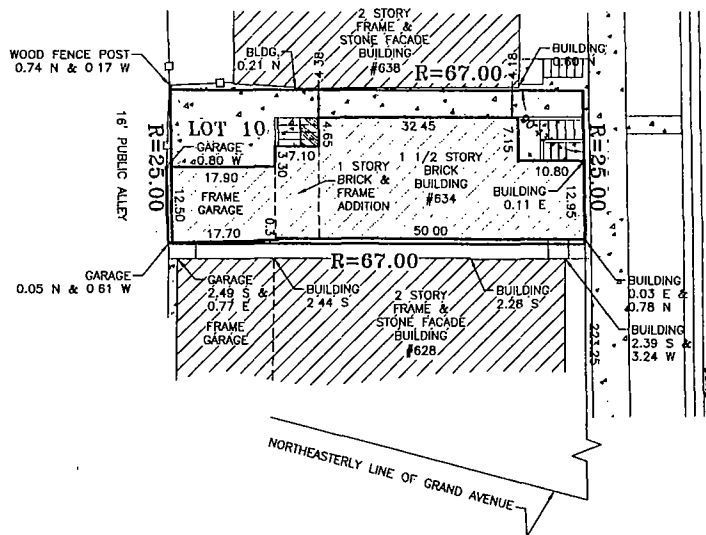 2 STORY
FRAME &
STONE FACADE
BUILDING
#638
WOOD FENCE POST
0.74 N & 0 17 W
BLDG.
0.21 N
4.38
R=67.00
4.18
BUILDING
16' PUBLIC ALLEY
R=25.00
LOT 10
GARAGE
0.80 W
17.90
FRAME
GARAGE
12.50
17.70
0.3
3.30
7.10
4.65
1 STORY
BRICK &
FRAME
ADDITION
32 45
1 1/2 STORY
BRICK
BUILDING
#634
50 00
7.15
10.80
BUILDING
0.11 E
12.95
R=25.00
GARAGE
0.05 N & 0 61 W
R=67.00
GARAGE
2.49 S &
0.77 E
FRAME
GARAGE
BUILDING
2.44 S
2 STORY
FRAME &
STONE FACADE
BUILDING
#628
BUILDING
2.28 S
BUILDING
0.03 E &
0.78 N
BUILDING
2.39 S &
3.24 W
223.25
NORTHEASTERLY LINE OF GRAND AVENUE